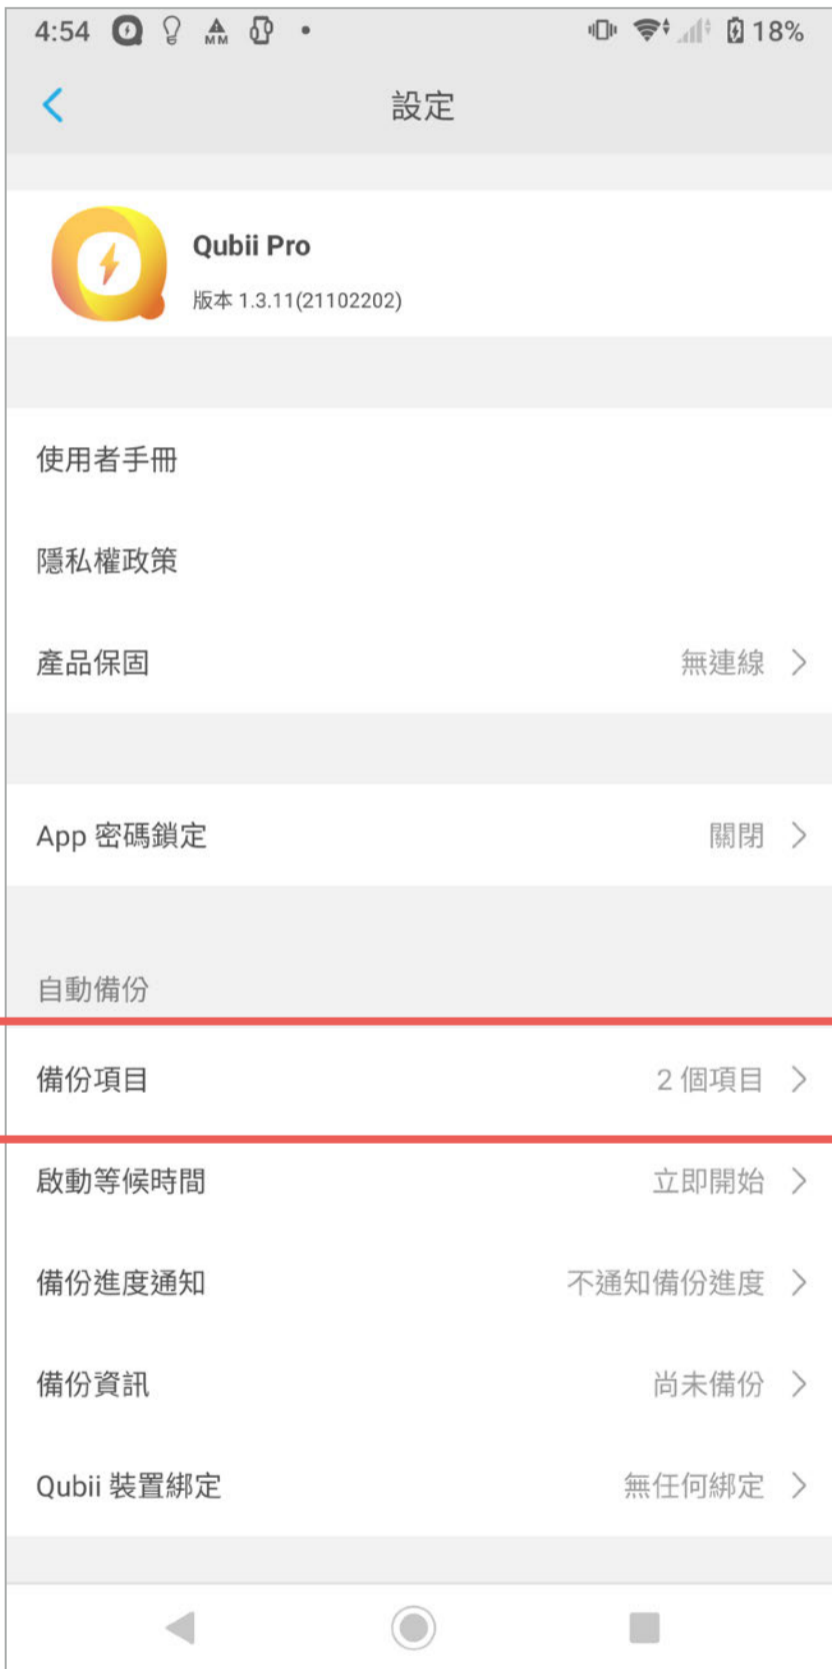 4:54 18%
設定
Qubii Pro
版本 1.3.11(21102202)
使用者手冊
隱私權政策
產品保固 無連線
App 密碼鎖定 關閉
自動備份
備份項目 2 個項目
啟動等候時間 立即開始
備份進度通知 不通知備份進度
備份資訊 尚未備份
Qubii 裝置綁定 無任何綁定